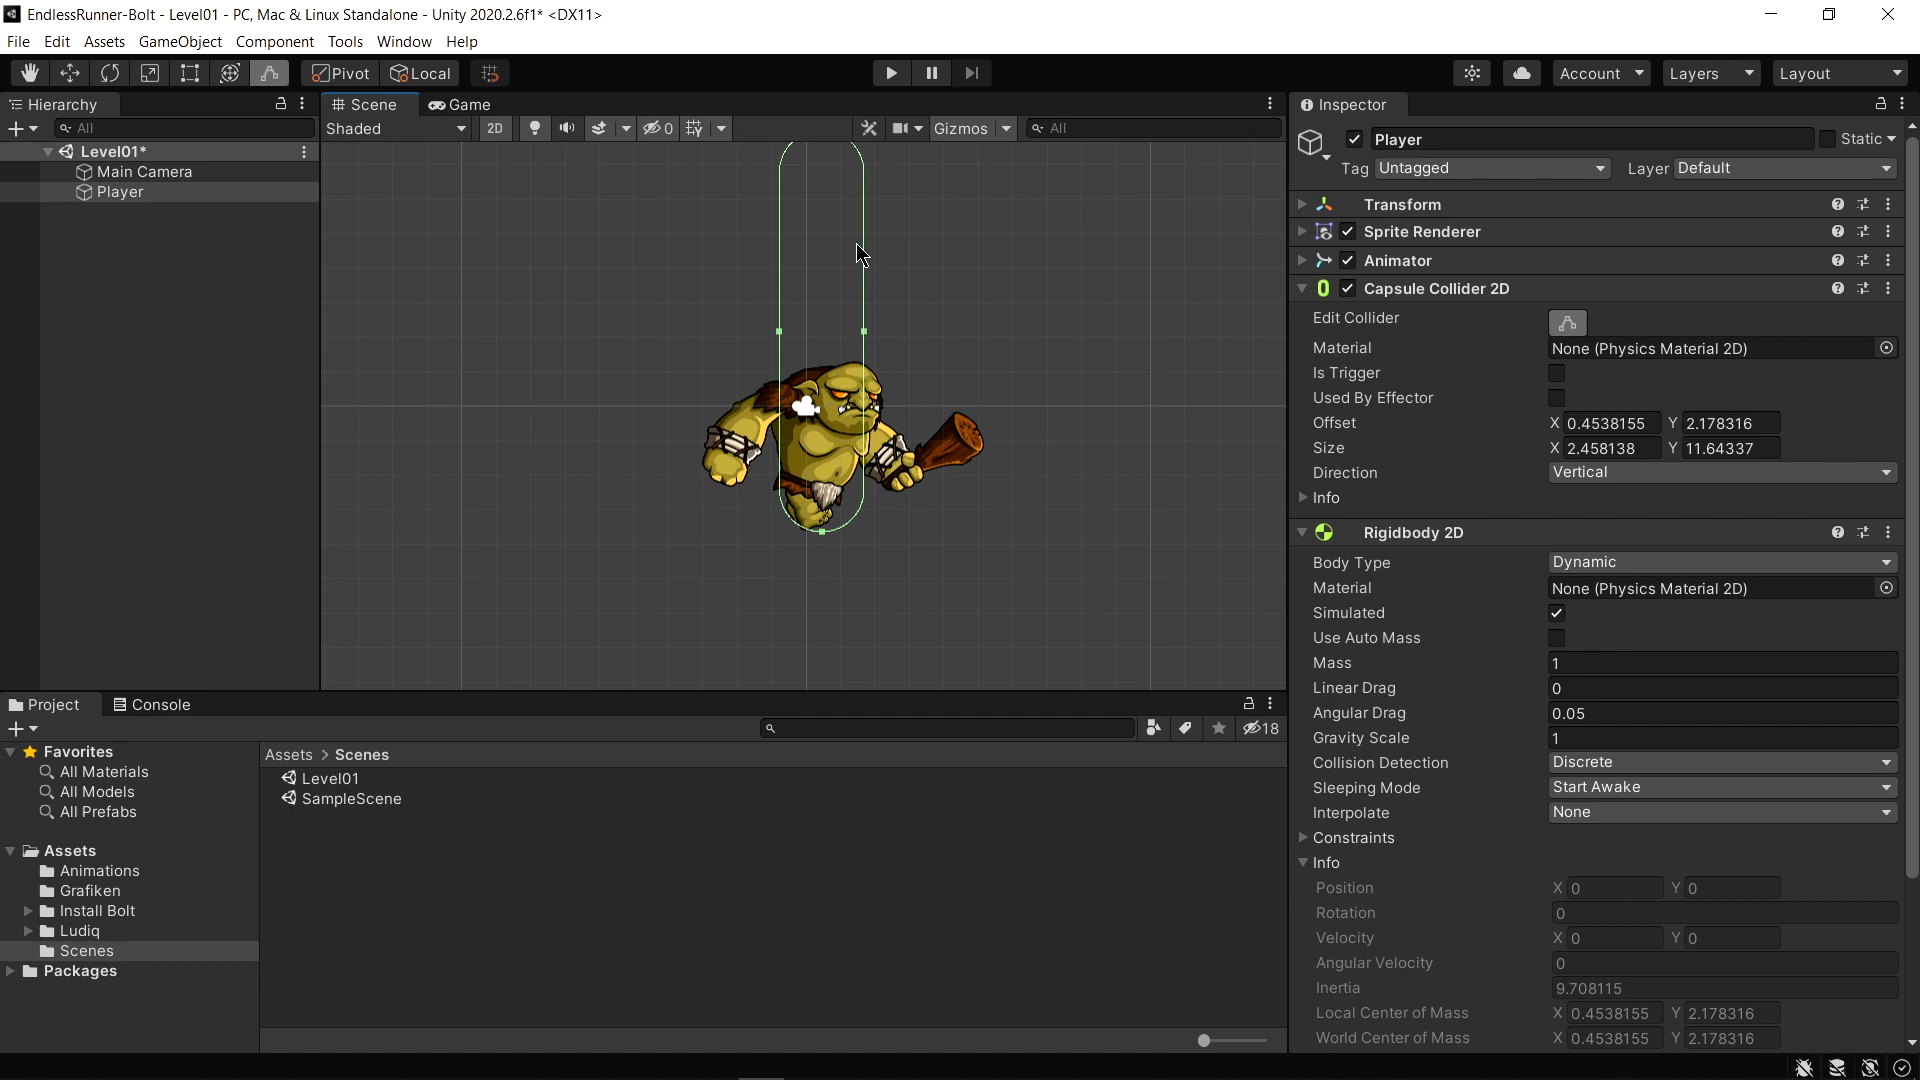 EndlessRunner-Bolt - Level01 - PC, Mac & Linux Standalone - Unity 2020.2.6f1* <DX11>
File Edit Assets GameObject Component Tools Window Help
Pivot Local Account Layers Layout
Hierarchy
All
Level01*
Main Camera
Player
Scene Game
Shaded 2D 0 Gizmos All
Inspector
Player Static
Tag Untagged Layer Default
Transform
Sprite Renderer
Animator
Capsule Collider 2D
Edit Collider
Material None (Physics Material 2D)
Is Trigger
Used By Effector
Offset X 0.4538155 Y 2.178316
Size X 2.458138 Y 11.64337
Direction Vertical
Info
Rigidbody 2D
Body Type Dynamic
Material None (Physics Material 2D)
Simulated
Use Auto Mass
Mass 1
Linear Drag 0
Angular Drag 0.05
Gravity Scale 1
Collision Detection Discrete
Sleeping Mode Start Awake
Interpolate None
Constraints
Info
Position X 0 Y 0
Rotation 0
Velocity X 0 Y 0
Angular Velocity 0
Inertia 9.708115
Local Center of Mass X 0.4538155 Y 2.178316
World Center of Mass X 0.4538155 Y 2.178316
Project Console
18
Favorites
All Materials
All Models
All Prefabs
Assets
Animations
Grafiken
Install Bolt
Ludiq
Scenes
Packages
Assets > Scenes
Level01
SampleScene